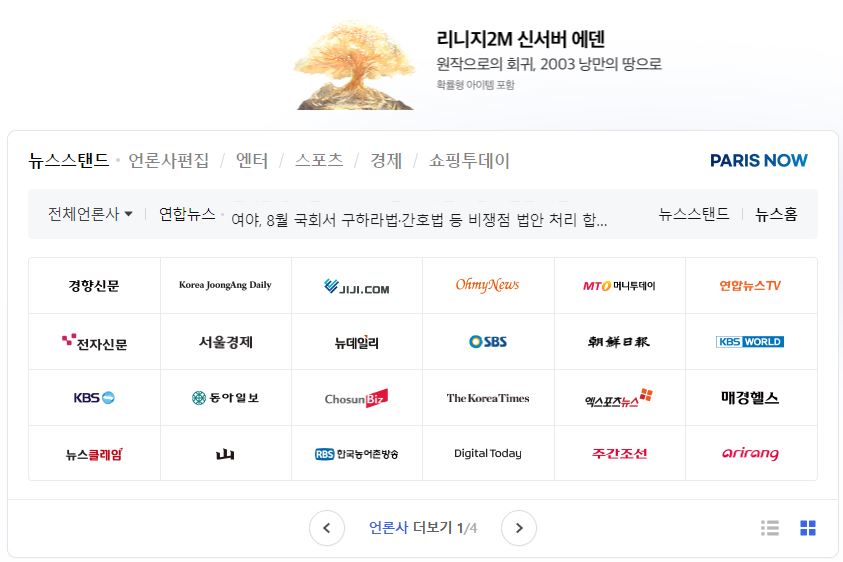 리니지2M 신서버 에덴
원작으로의 회귀, 2003 낭만의 땅으로
확률형 아이템 포함
뉴스스탠드 · 언론사편집 / 엔터 / 스포츠 / 경제 / 쇼핑투데이 PARIS NOW
전체언론사 연합뉴스 · 여야, 8월 국회서 구하라법·간호법 등 비쟁점 법안 처리 합... 뉴스스탠드 뉴스홈
경향신문 Korea JoongAng Daily JIJI.COM OhmyNews MTO 머니투데이 연합뉴스TV
전자신문 서울경제 뉴데일리 SBS 朝鮮日報 KBS WORLD
KBS 동아일보 ChosunBiz The Korea Times 엑스포츠뉴스 매경헬스
뉴스클레임 山 RBS 한국농어촌방송 Digital Today 주간조선 arirang
언론사 더보기 1/4